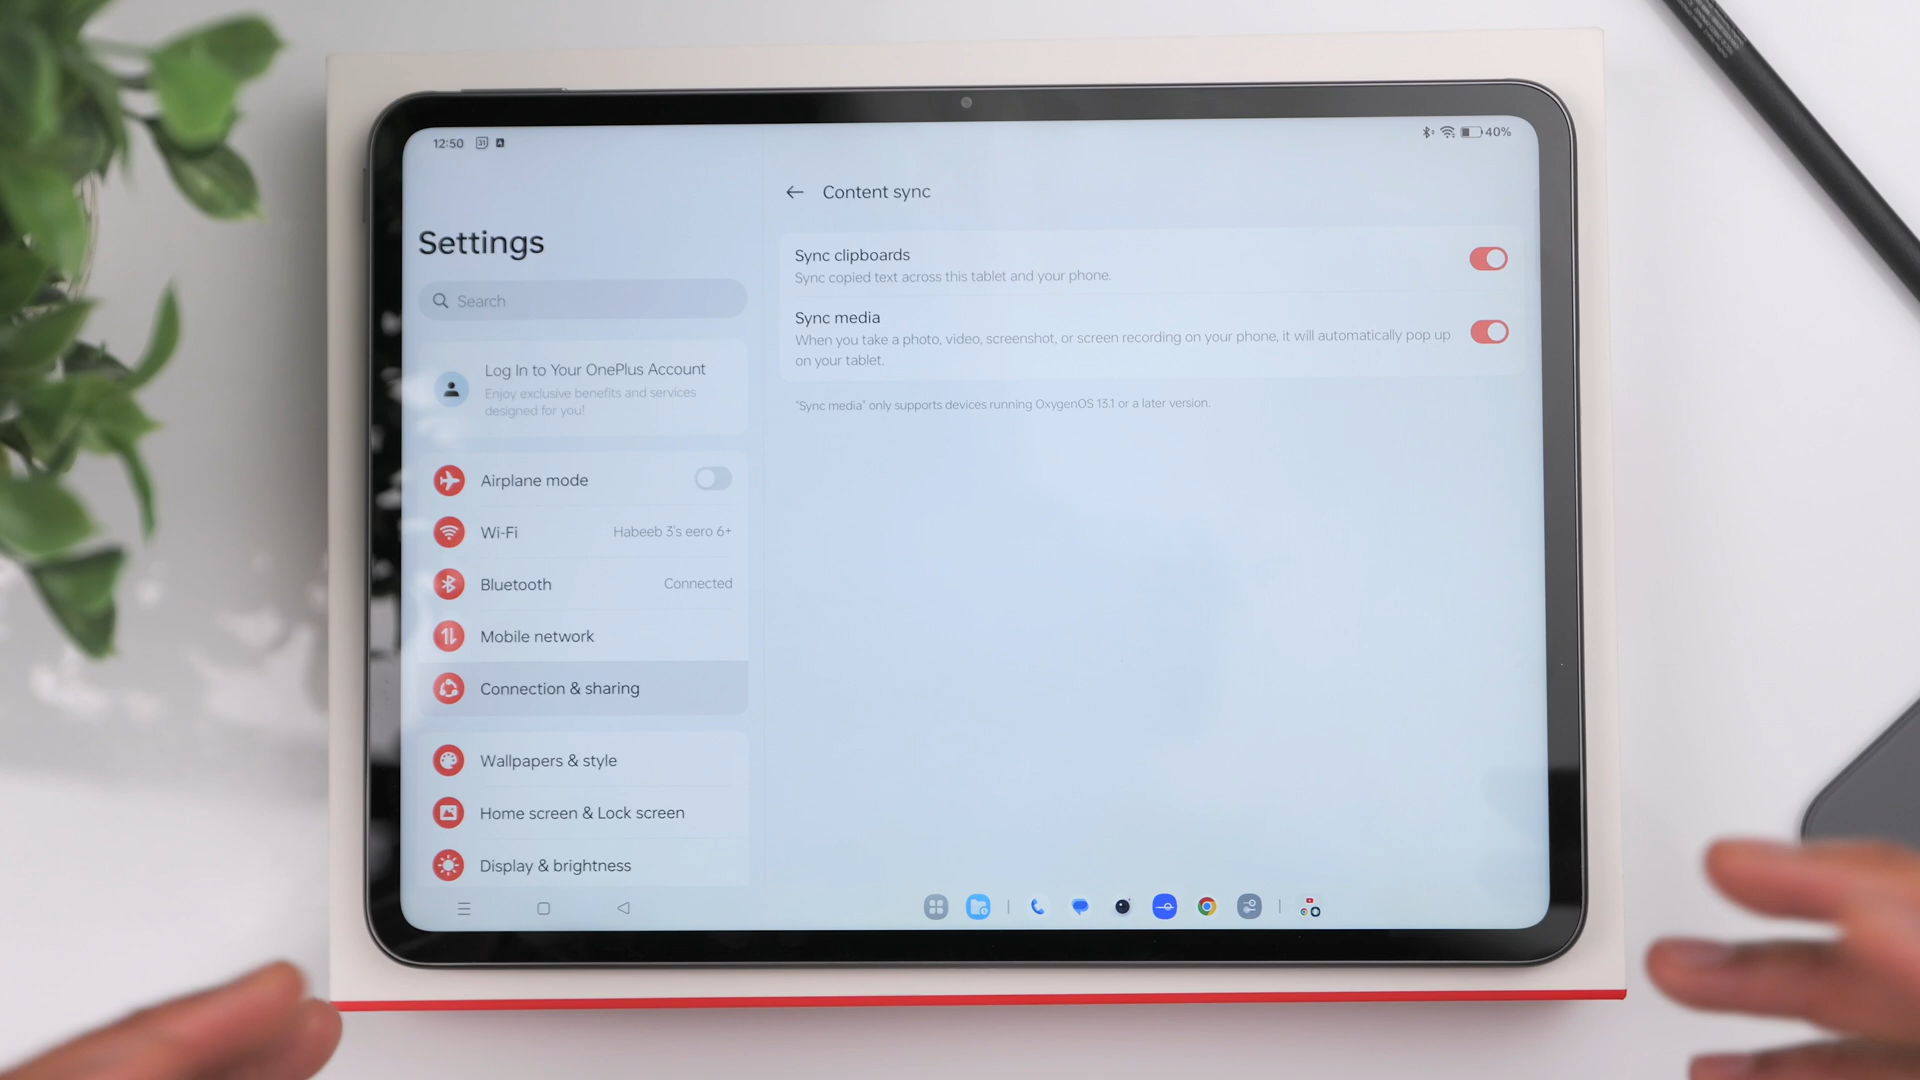 12:50
31
40%
Settings
Search
Log In to Your OnePlus Account
Enjoy exclusive benefits and services
designed for you!
Airplane mode
Wi-Fi Habeeb 3's eero 6+
Bluetooth Connected
Mobile network
Connection & sharing
Wallpapers & style
Home screen & Lock screen
Display & brightness
Content sync
Sync clipboards
Sync copied text across this tablet and your phone.
Sync media
When you take a photo, video, screenshot, or screen recording on your phone, it will automatically pop up
on your tablet.
"Sync media" only supports devices running OxygenOS 13.1 or a later version.